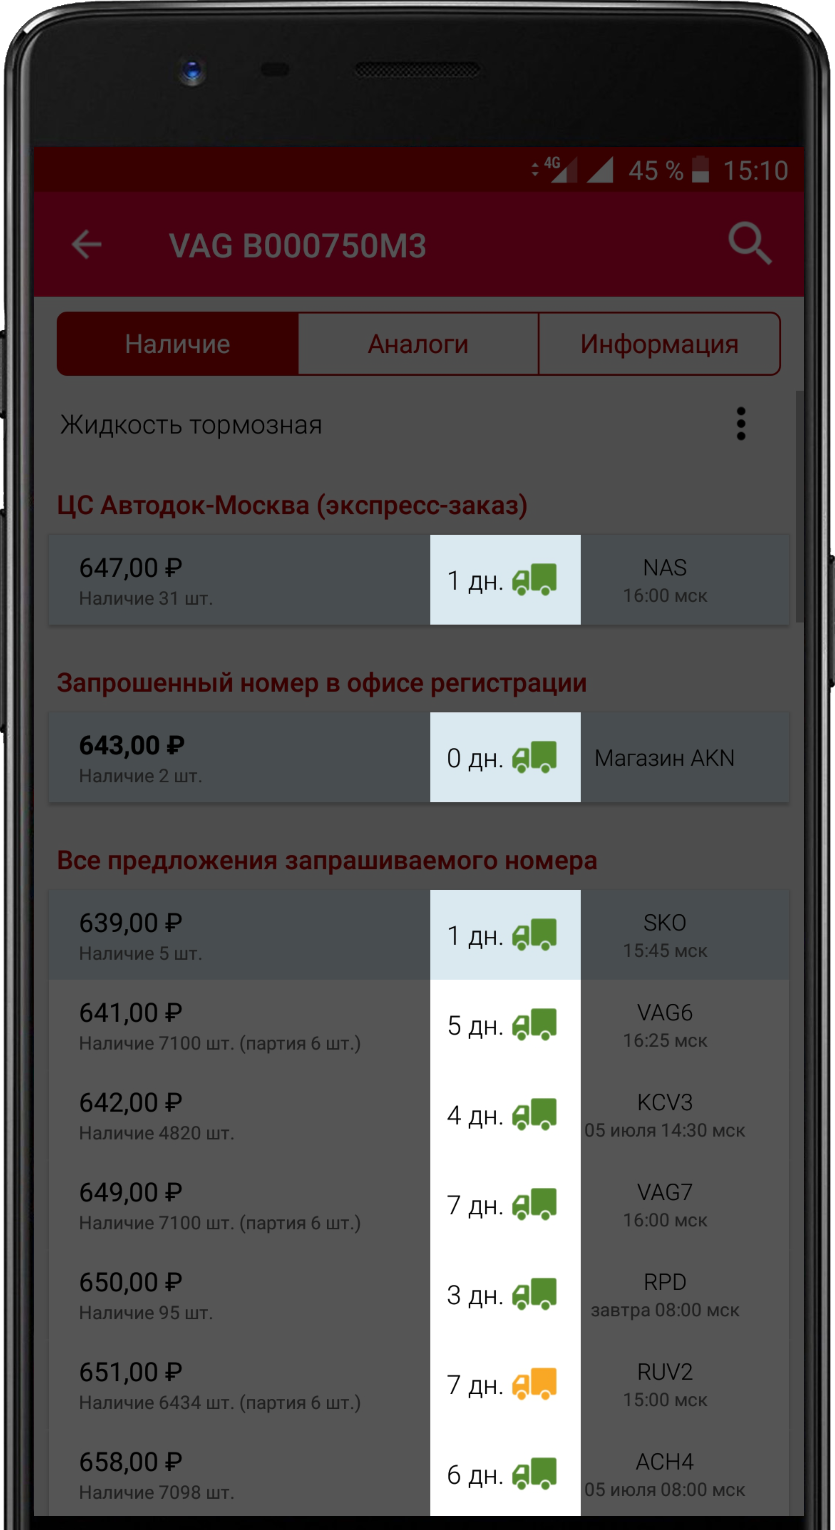 4G 45 % 15:10
VAG B000750M3
Наличие Аналоги Информация
Жидкость тормозная
ЦС Автодок-Москва (экспресс-заказ)
647,00 ₽ 1 дн. NAS
Наличие 31 шт. 16:00 мск
Запрошенный номер в офисе регистрации
643,00 ₽ 0 дн. Магазин AKN
Наличие 2 шт.
Все предложения запрашиваемого номера
639,00 ₽ 1 дн. SKO
Наличие 5 шт. 15:45 мск
641,00 ₽ 5 дн. VAG6
Наличие 7100 шт. (партия 6 шт.) 16:25 мск
642,00 ₽ 4 дн. KCV3
Наличие 4820 шт. 05 июля 14:30 мск
649,00 ₽ 7 дн. VAG7
Наличие 7100 шт. (партия 6 шт.) 16:00 мск
650,00 ₽ 3 дн. RPD
Наличие 95 шт. завтра 08:00 мск
651,00 ₽ 7 дн. RUV2
Наличие 6434 шт. (партия 6 шт.) 15:00 мск
658,00 ₽ 6 дн. ACH4
Наличие 7098 шт. 05 июля 08:00 мск